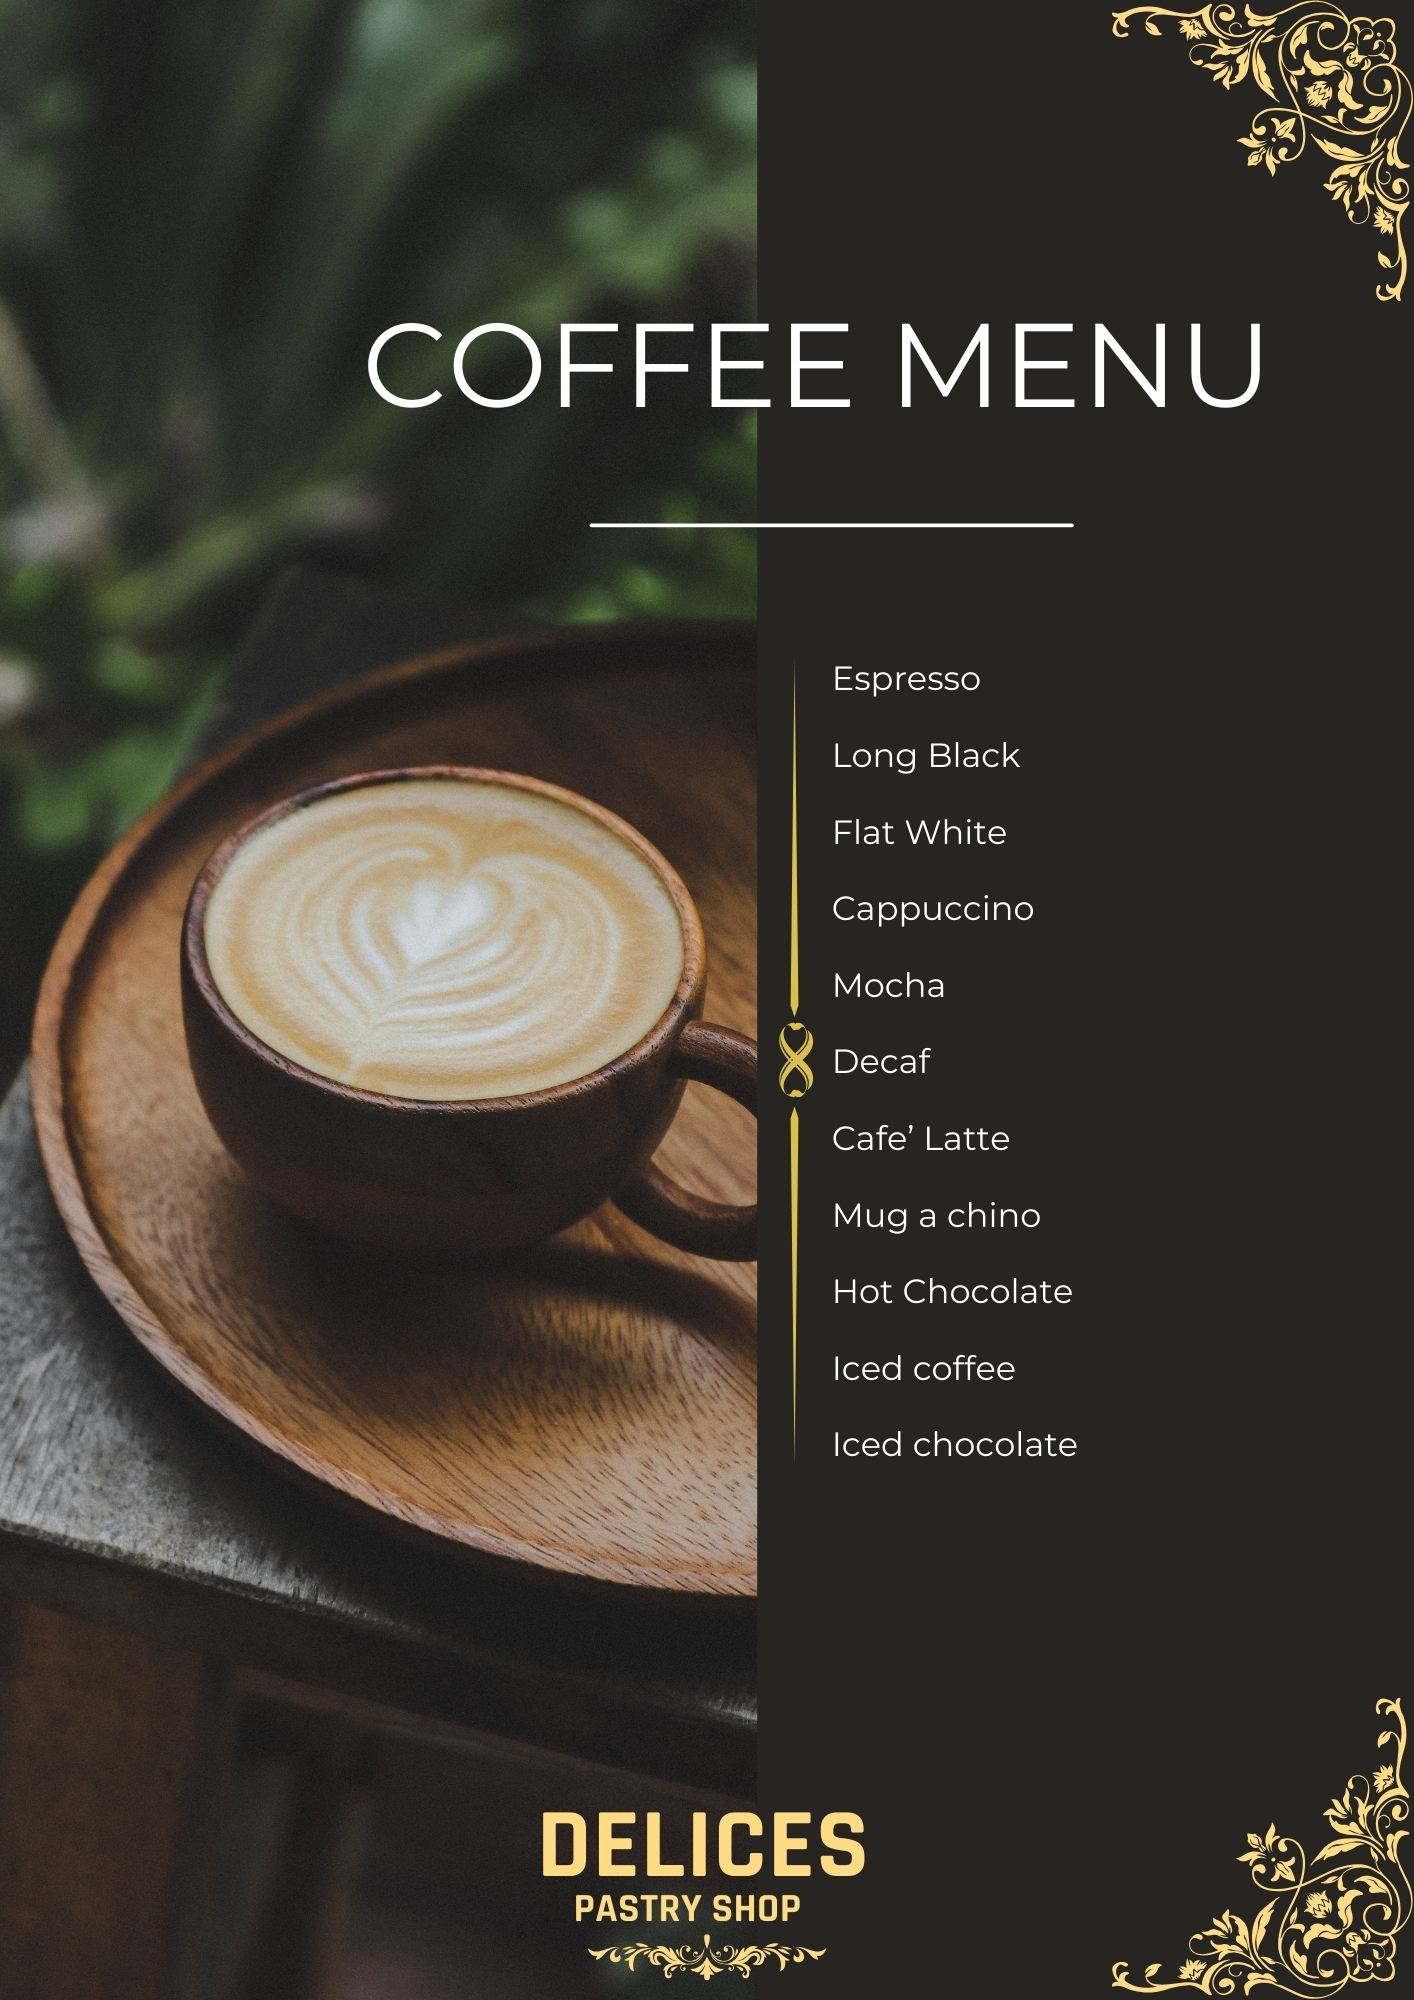 COFFEE MENU
Espresso
Long Black
Flat White
Cappuccino
Mocha
Decaf
Cafe’ Latte
Mug a chino
Hot Chocolate
Iced coffee
Iced chocolate
DELICES
PASTRY SHOP